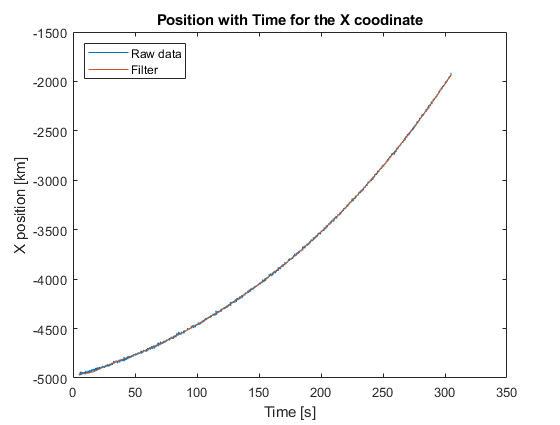 Position with Time for the X coodinate
Raw data
Filter
X position [km]
-1500
-2000
-2500
-3000
-3500
-4000
-4500
-5000
0 50 100 150 200 250 300 350
Time [s]